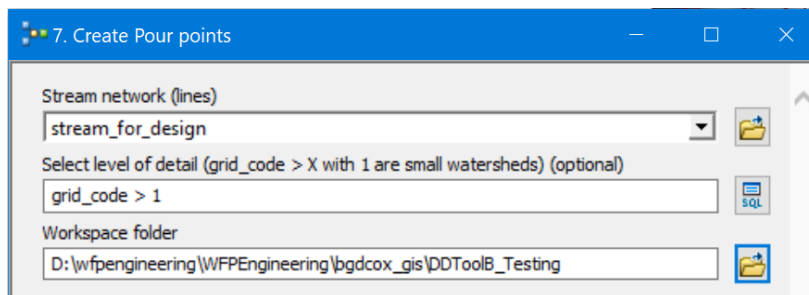 7. Create Pour points
Stream network (lines)
stream_for_design
Select level of detail (grid_code > X with 1 are small watersheds) (optional)
grid_code > 1
SQL
Workspace folder
D:\wfpengineering\WFPEngineering\bgdcox_gis\DDToolB_Testing